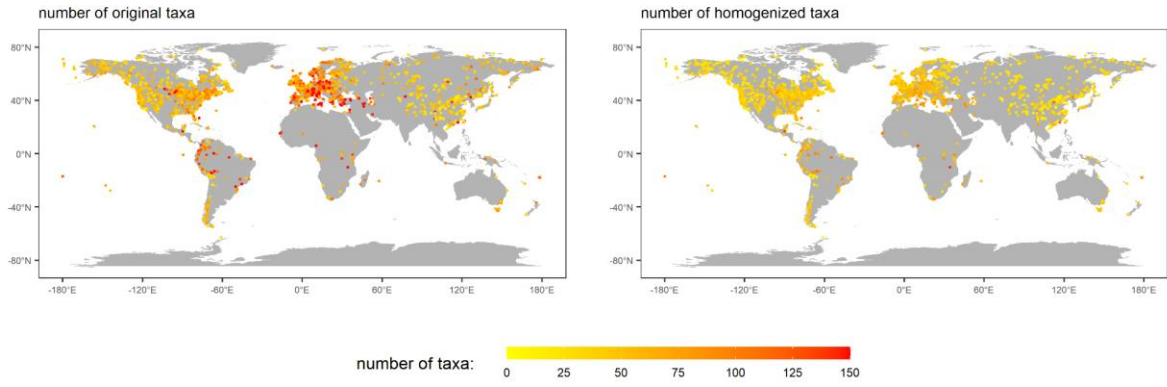 number of original taxa
number of homogenized taxa
80°N
40°N
0°N
-40°N
-80°N
-180°E -120°E -60°E 0°E 60°E 120°E 180°E
80°N
40°N
0°N
-40°N
-80°N
-180°E -120°E -60°E 0°E 60°E 120°E 180°E
number of taxa:
0 25 50 75 100 125 150